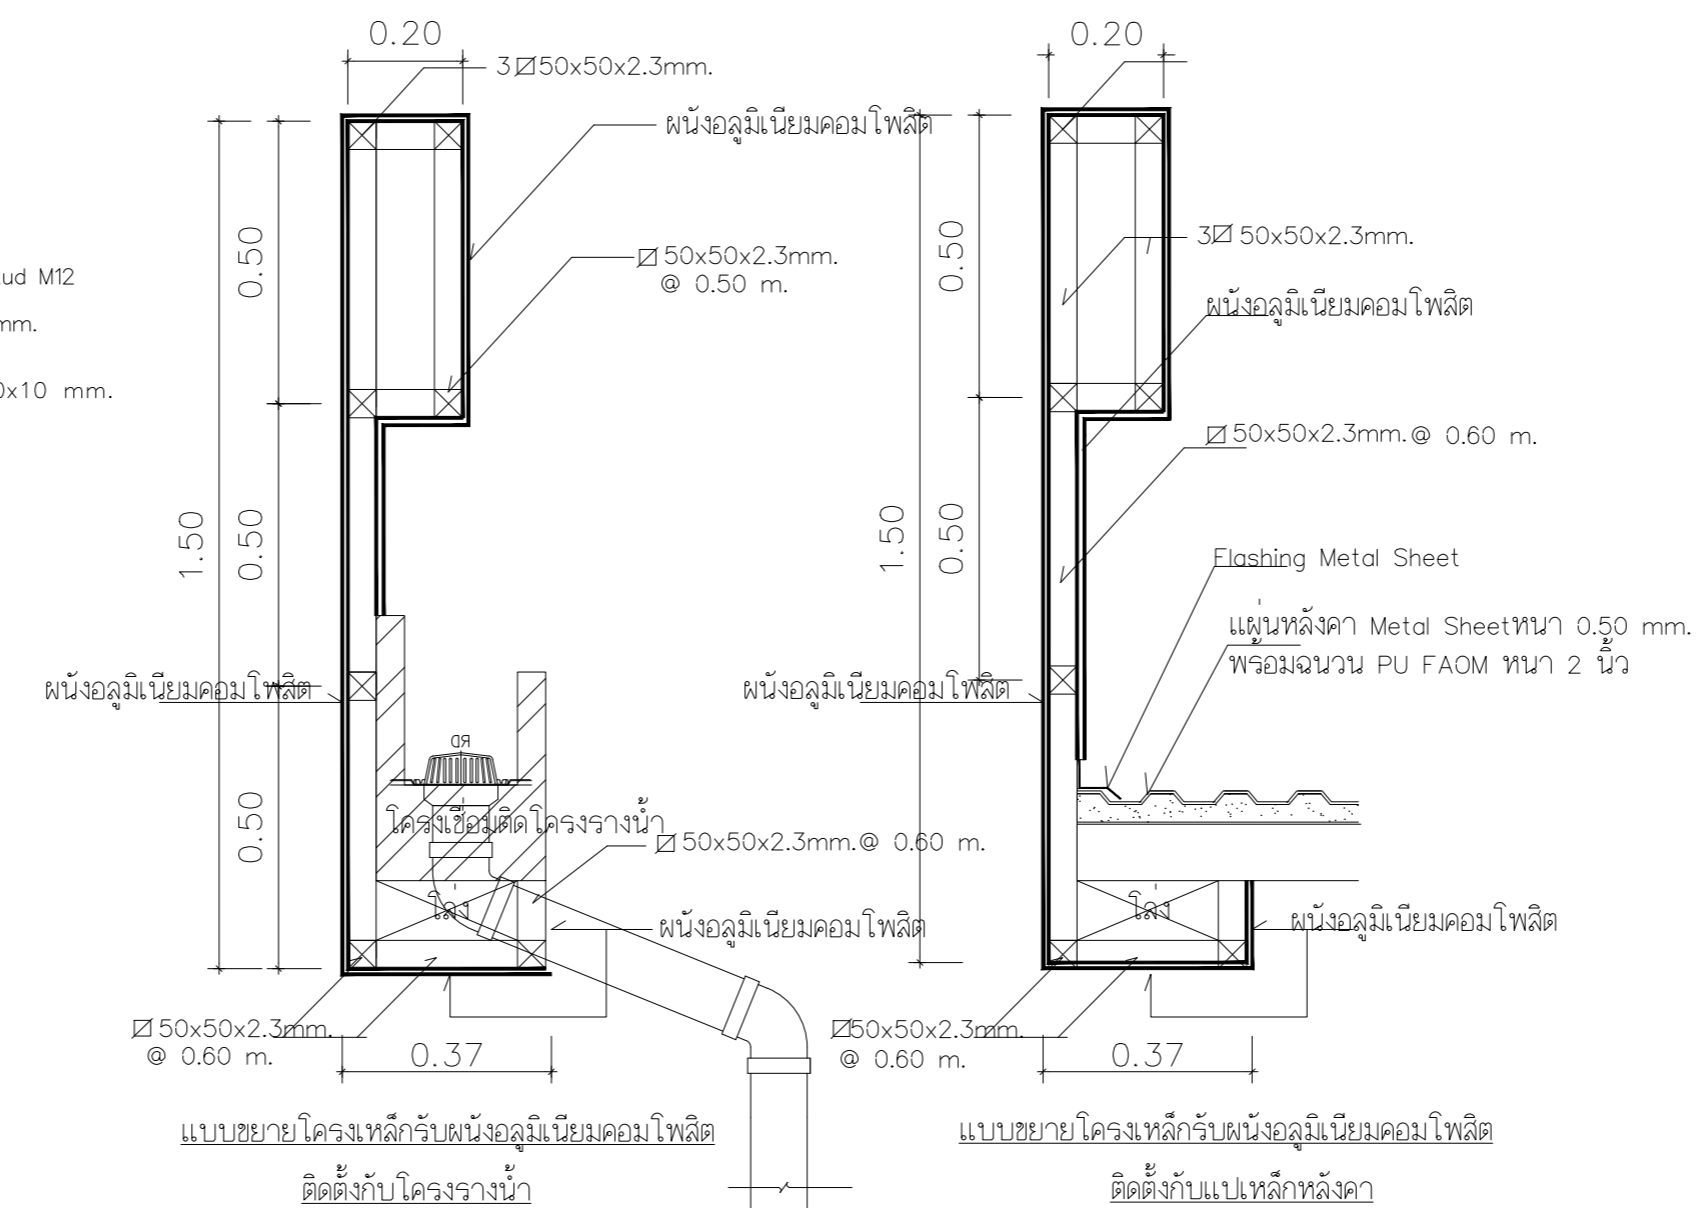 0.20
3 50x50x2.3mm.
ผนังอลูมิเนียมคอมโพสิต
0.50
50x50x2.3mm.
@ 0.50 m.
ud M12
mm.
0x10 mm.
1.50
0.50
ผนังอลูมิเนียมคอมโพสิต
RD
โครงเชื่อมติดโครงรางน้ำ
50x50x2.3mm.@ 0.60 m.
0.50
โล่ง
ผนังอลูมิเนียมคอมโพสิต
50x50x2.3mm.
@ 0.60 m.
0.37
แบบขยายโครงเหล็กรับผนังอลูมิเนียมคอมโพสิต
ติดตั้งกับโครงรางน้ำ
0.20
0.50
3 50x50x2.3mm.
ผนังอลูมิเนียมคอมโพสิต
50x50x2.3mm.@ 0.60 m.
1.50
0.50
Flashing Metal Sheet
แผ่นหลังคา Metal Sheetหนา 0.50 mm.
พร้อมฉนวน PU FAOM หนา 2 นิ้ว
ผนังอลูมิเนียมคอมโพสิต
โล่ง
ผนังอลูมิเนียมคอมโพสิต
50x50x2.3mm.
@ 0.60 m.
0.37
แบบขยายโครงเหล็กรับผนังอลูมิเนียมคอมโพสิต
ติดตั้งกับแปเหล็กหลังคา